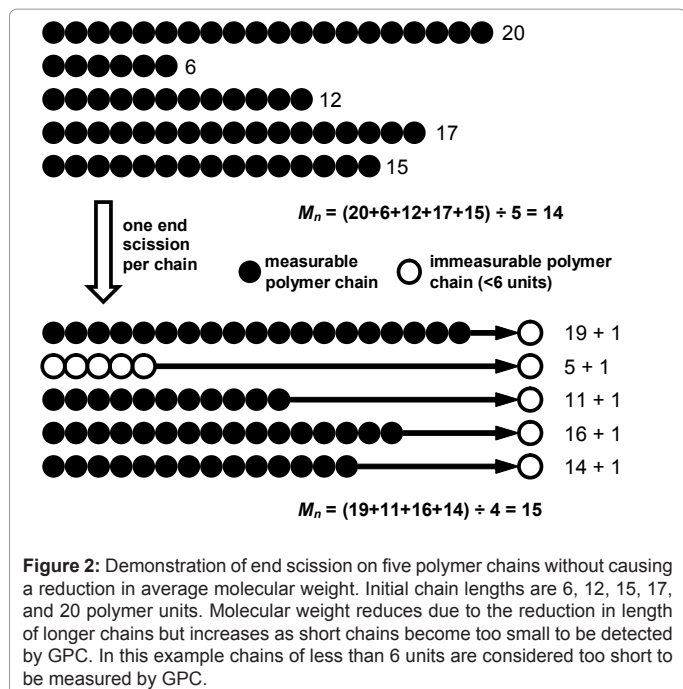 20
6
12
17
15
Mn = (20+6+12+17+15) ÷ 5 = 14
one end
scission
per chain
measurable
polymer chain
immeasurable polymer
chain (<6 units)
19 + 1
5 + 1
11 + 1
16 + 1
14 + 1
Mn = (19+11+16+14) ÷ 4 = 15
Figure 2: Demonstration of end scission on five polymer chains without causing
a reduction in average molecular weight. Initial chain lengths are 6, 12, 15, 17,
and 20 polymer units. Molecular weight reduces due to the reduction in length
of longer chains but increases as short chains become too small to be detected
by GPC. In this example chains of less than 6 units are considered too short to
be measured by GPC.